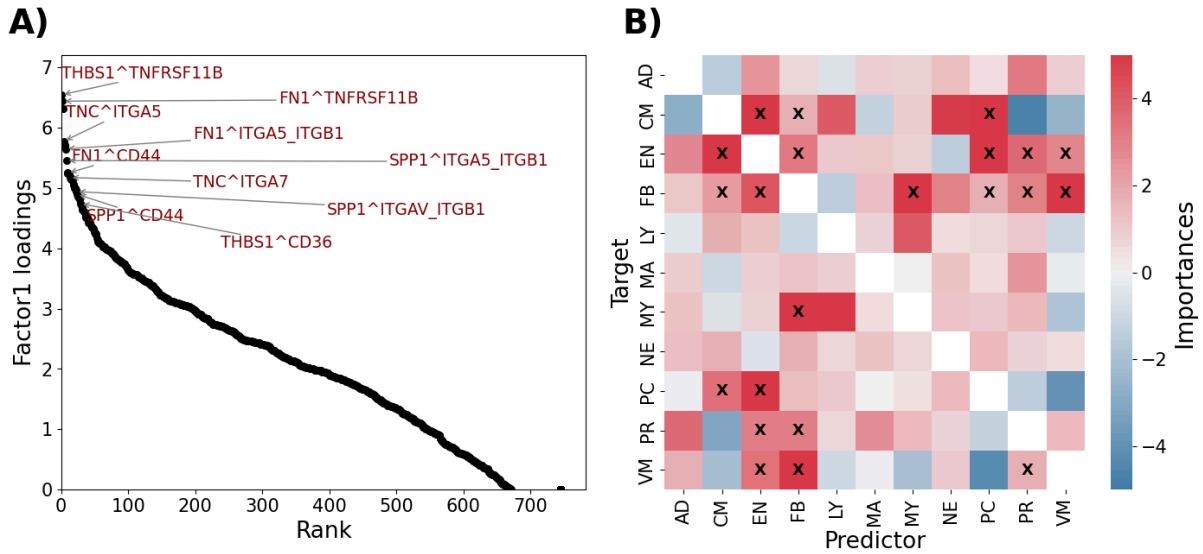 A)
B)
7
6
5
4
3
2
1
0
Factor1 loadings
THBS1^TNFRSF11B
FN1^TNFRSF11B
TNC^ITGA5
FN1^ITGA5_ITGB1
FN1^CD44
SPP1^ITGA5_ITGB1
TNC^ITGA7
SPP1^ITGAV_ITGB1
SPP1^CD44
THBS1^CD36
0 100 200 300 400 500 600 700
Rank
Target
AD
CM X X X
EN X X X X X
FB X X X X X X
LY
MA
MY X
NE
PC X X
PR X X
VM X X X
AD CM EN FB LY MA MY NE PC PR VM
Predictor
4
2
0
−2
−4
Importances